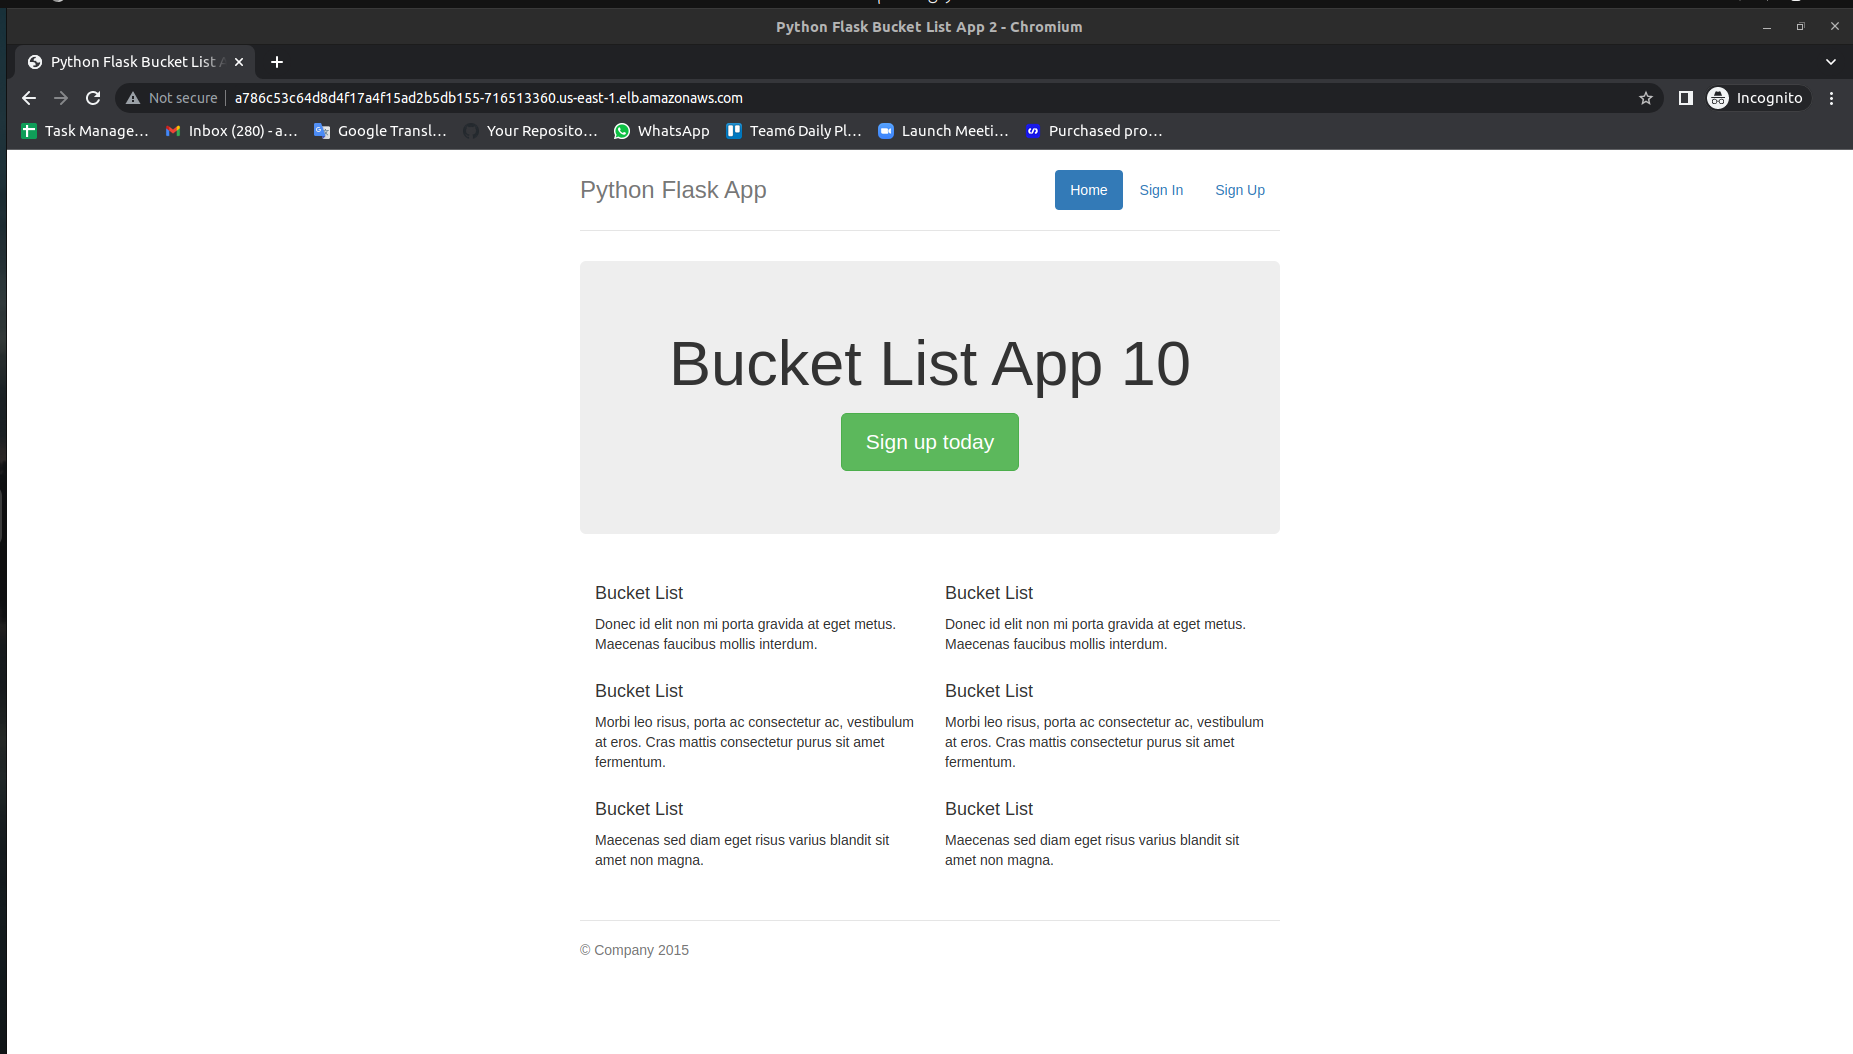 Python Flask Bucket List App 2 - Chromium
Python Flask Bucket List A
Not secure a786c53c64d8d4f17a4f15ad2b5db155-716513360.us-east-1.elb.amazonaws.com Incognito
Task Manage... Inbox (280) - a... Google Transl... Your Reposito... WhatsApp Team6 Daily Pl... Launch Meeti... Purchased pro...
Python Flask App Home Sign In Sign Up
Bucket List App 10
Sign up today
Bucket List
Donec id elit non mi porta gravida at eget metus.
Maecenas faucibus mollis interdum.
Bucket List
Morbi leo risus, porta ac consectetur ac, vestibulum
at eros. Cras mattis consectetur purus sit amet
fermentum.
Bucket List
Maecenas sed diam eget risus varius blandit sit
amet non magna.
Bucket List
Donec id elit non mi porta gravida at eget metus.
Maecenas faucibus mollis interdum.
Bucket List
Morbi leo risus, porta ac consectetur ac, vestibulum
at eros. Cras mattis consectetur purus sit amet
fermentum.
Bucket List
Maecenas sed diam eget risus varius blandit sit
amet non magna.
© Company 2015